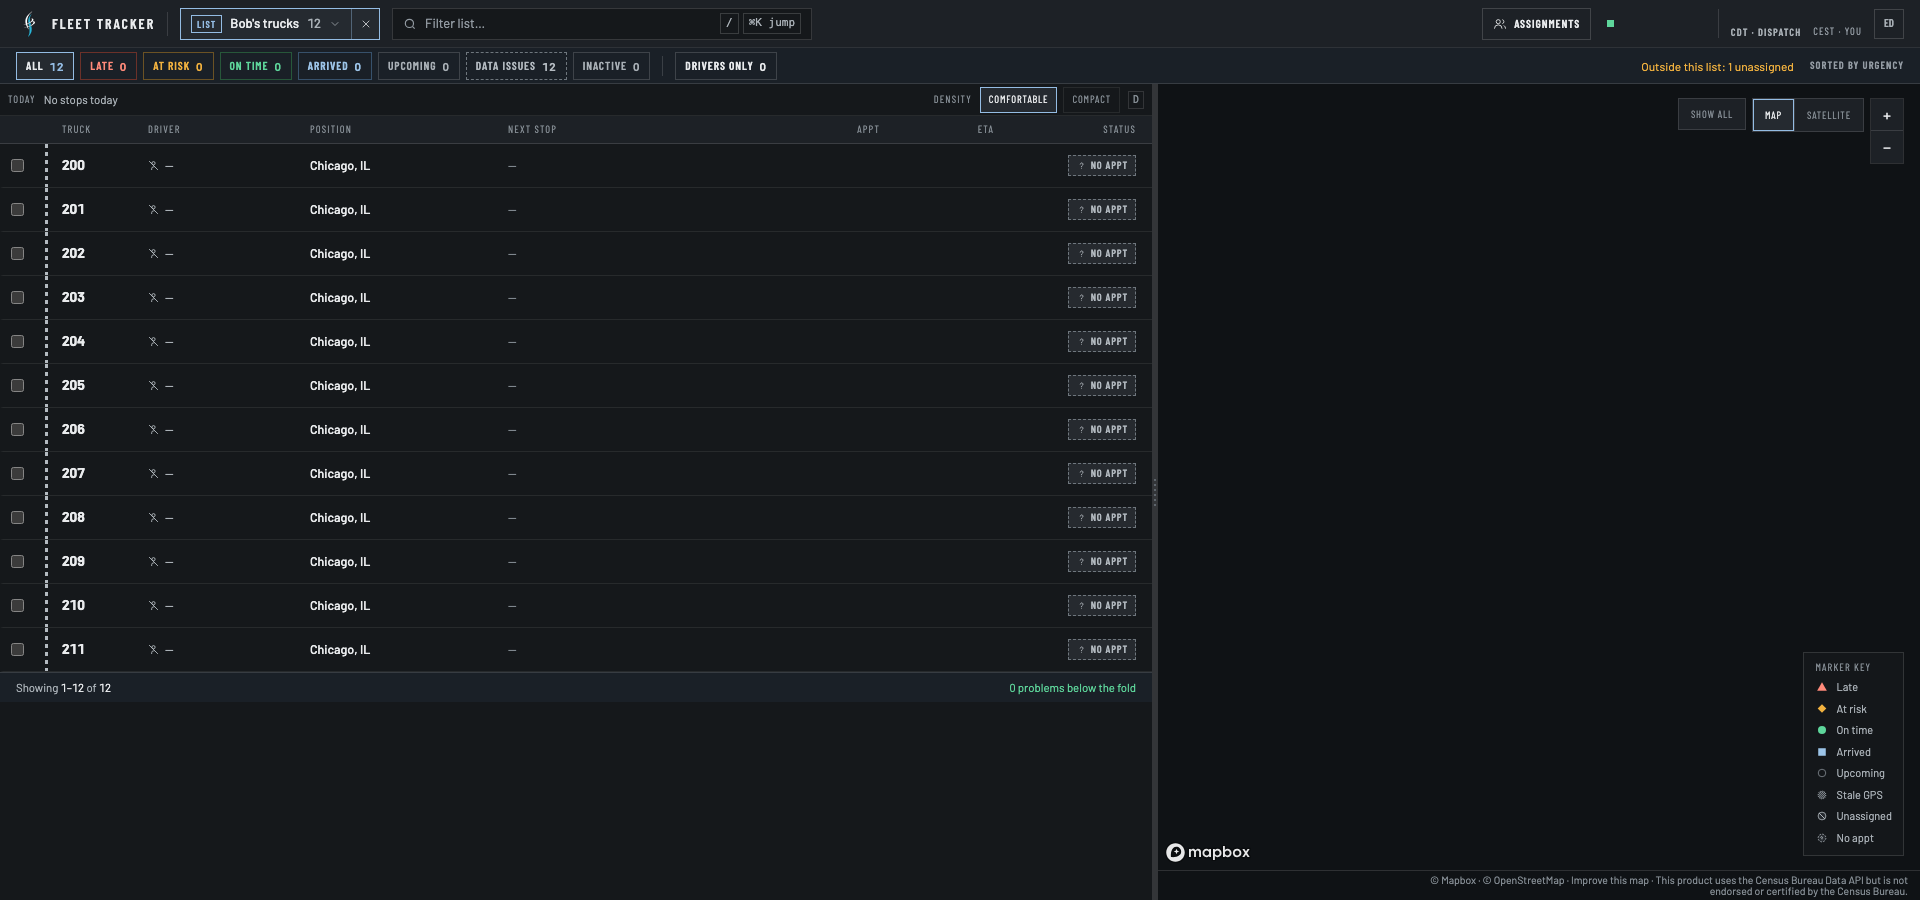 FLEET TRACKER
LIST Bob's trucks 12
Filter list...
/ ⌘K jump
ASSIGNMENTS
CDT · DISPATCH CEST · YOU
ED
ALL 12 LATE 0 AT RISK 0 ON TIME 0 ARRIVED 0 UPCOMING 0 DATA ISSUES 12 INACTIVE 0 DRIVERS ONLY 0
Outside this list: 1 unassigned SORTED BY URGENCY
TODAY No stops today DENSITY COMFORTABLE COMPACT D
TRUCK DRIVER POSITION NEXT STOP APPT ETA STATUS
200 — Chicago, IL — ? NO APPT
201 — Chicago, IL — ? NO APPT
202 — Chicago, IL — ? NO APPT
203 — Chicago, IL — ? NO APPT
204 — Chicago, IL — ? NO APPT
205 — Chicago, IL — ? NO APPT
206 — Chicago, IL — ? NO APPT
207 — Chicago, IL — ? NO APPT
208 — Chicago, IL — ? NO APPT
209 — Chicago, IL — ? NO APPT
210 — Chicago, IL — ? NO APPT
211 — Chicago, IL — ? NO APPT
Showing 1–12 of 12 0 problems below the fold
SHOW ALL MAP SATELLITE +
−
MARKER KEY
Late
At risk
On time
Arrived
Upcoming
Stale GPS
Unassigned
No appt
mapbox
© Mapbox · © OpenStreetMap · Improve this map · This product uses the Census Bureau Data API but is not
endorsed or certified by the Census Bureau.